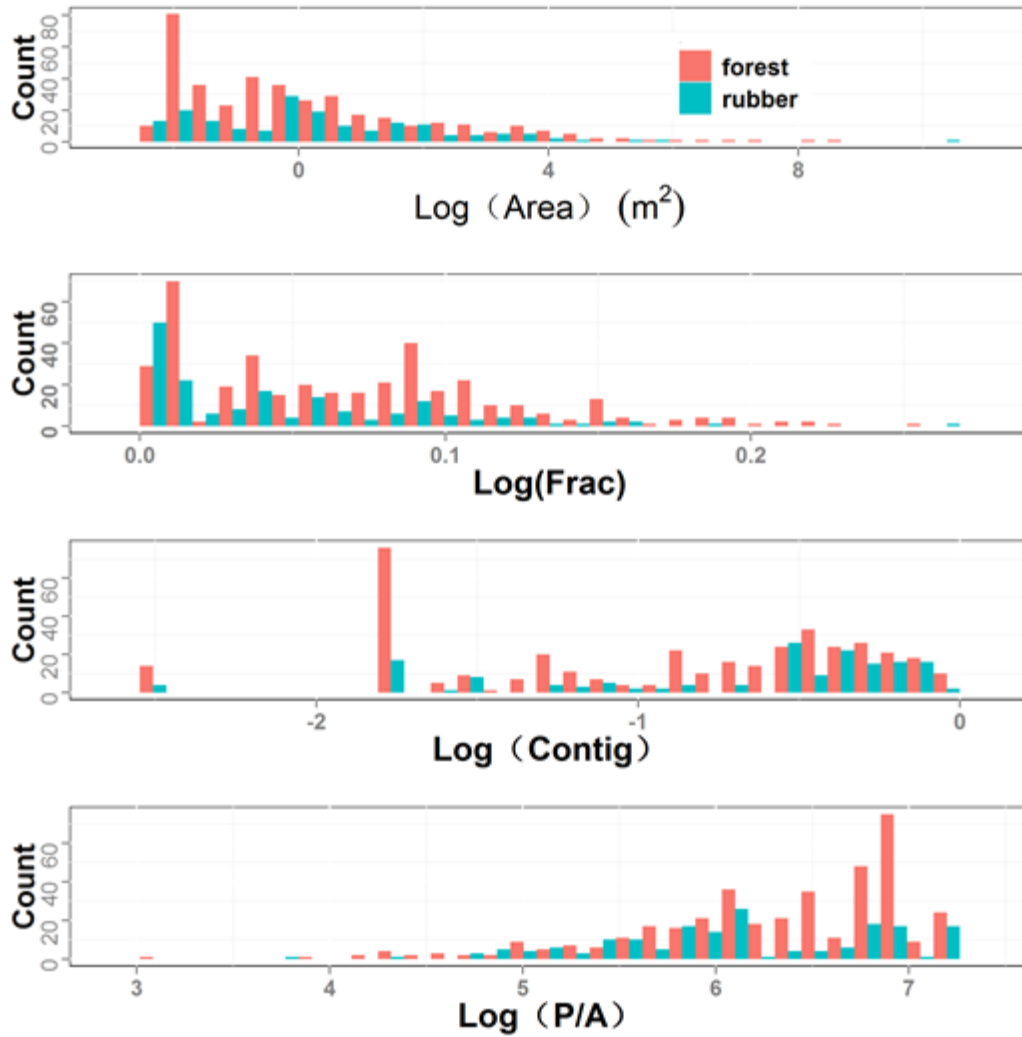 Count
0 20 40 60 80
forest
rubber
0 4 8
Log（Area） (m²)
Count
0 20 40 60
0.0 0.1 0.2
Log(Frac)
Count
0 20 40 60
-2 -1 0
Log（Contig）
Count
0 20 40 60
3 4 5 6 7
Log（P/A）